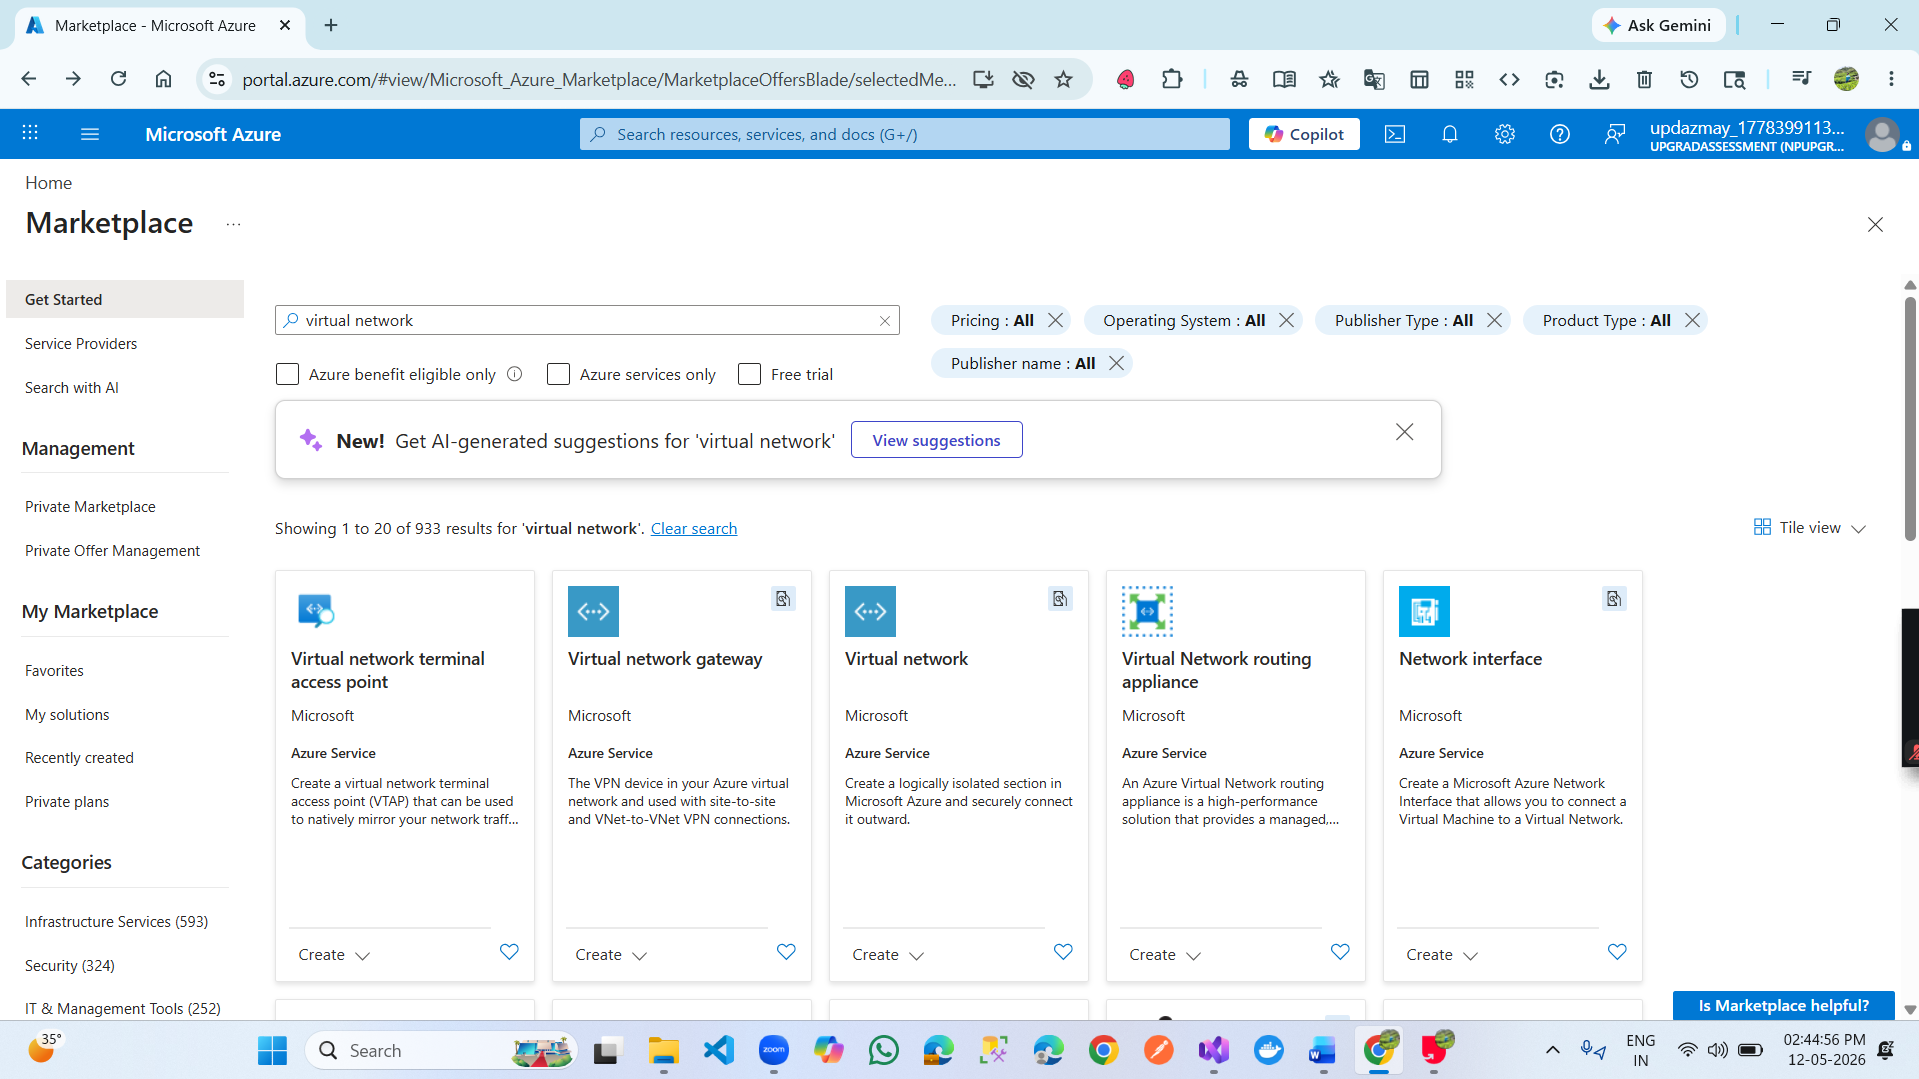 Marketplace - Microsoft Azure
Ask Gemini
portal.azure.com/#view/Microsoft_Azure_Marketplace/MarketplaceOffersBlade/selectedMe...
Microsoft Azure
Search resources, services, and docs (G+/)
Copilot
updazmay_1778399113...
UPGRADASSESSMENT (NPUPGR...
Home
Marketplace
...
Get Started
Service Providers
Search with AI
Management
Private Marketplace
Private Offer Management
My Marketplace
Favorites
My solutions
Recently created
Private plans
Categories
Infrastructure Services (593)
Security (324)
IT & Management Tools (252)
virtual network
Pricing : All
Operating System : All
Publisher Type : All
Product Type : All
Publisher name : All
Azure benefit eligible only
Azure services only
Free trial
New! Get AI-generated suggestions for 'virtual network'
View suggestions
Showing 1 to 20 of 933 results for 'virtual network'. Clear search
Tile view
Virtual network terminal
access point
Microsoft
Azure Service
Create a virtual network terminal
access point (VTAP) that can be used
to natively mirror your network traff...
Create
Virtual network gateway
Microsoft
Azure Service
The VPN device in your Azure virtual
network and used with site-to-site
and VNet-to-VNet VPN connections.
Create
Virtual network
Microsoft
Azure Service
Create a logically isolated section in
Microsoft Azure and securely connect
it outward.
Create
Virtual Network routing
appliance
Microsoft
Azure Service
An Azure Virtual Network routing
appliance is a high-performance
solution that provides a managed,...
Create
Network interface
Microsoft
Azure Service
Create a Microsoft Azure Network
Interface that allows you to connect a
Virtual Machine to a Virtual Network.
Create
Is Marketplace helpful?
35°
Search
zoom
ENG
IN
02:44:56 PM
12-05-2026